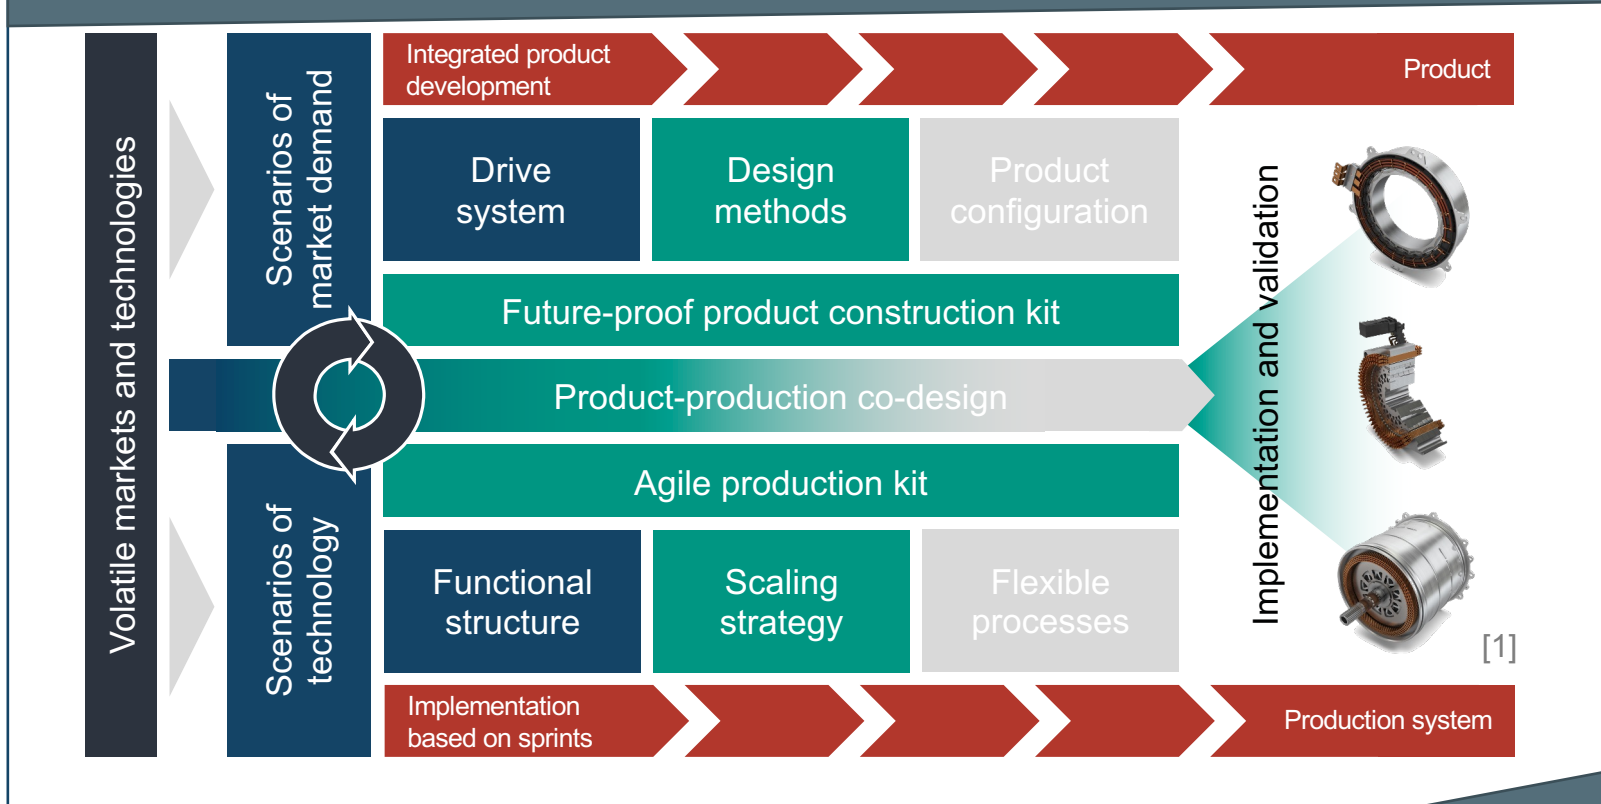 Volatile markets and technologies
Scenarios of
market demand
Scenarios of
technology
Integrated product
development
Product
Drive
system
Design
methods
Product
configuration
Future-proof product construction kit
Product-production co-design
Agile production kit
Functional
structure
Scaling
strategy
Flexible
processes
Implementation
based on sprints
Production system
Implementation and validation
[1]